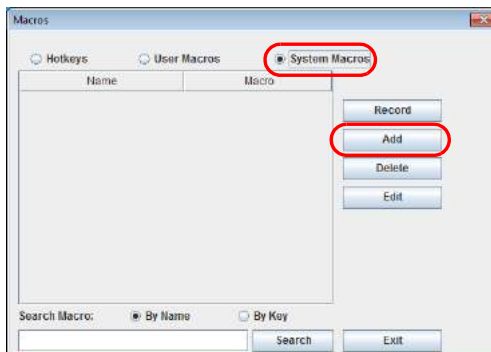 Macros
Hotkeys User Macros System Macros
Name Macro
Record
Add
Delete
Edit
Search Macro: By Name By Key
Search Exit